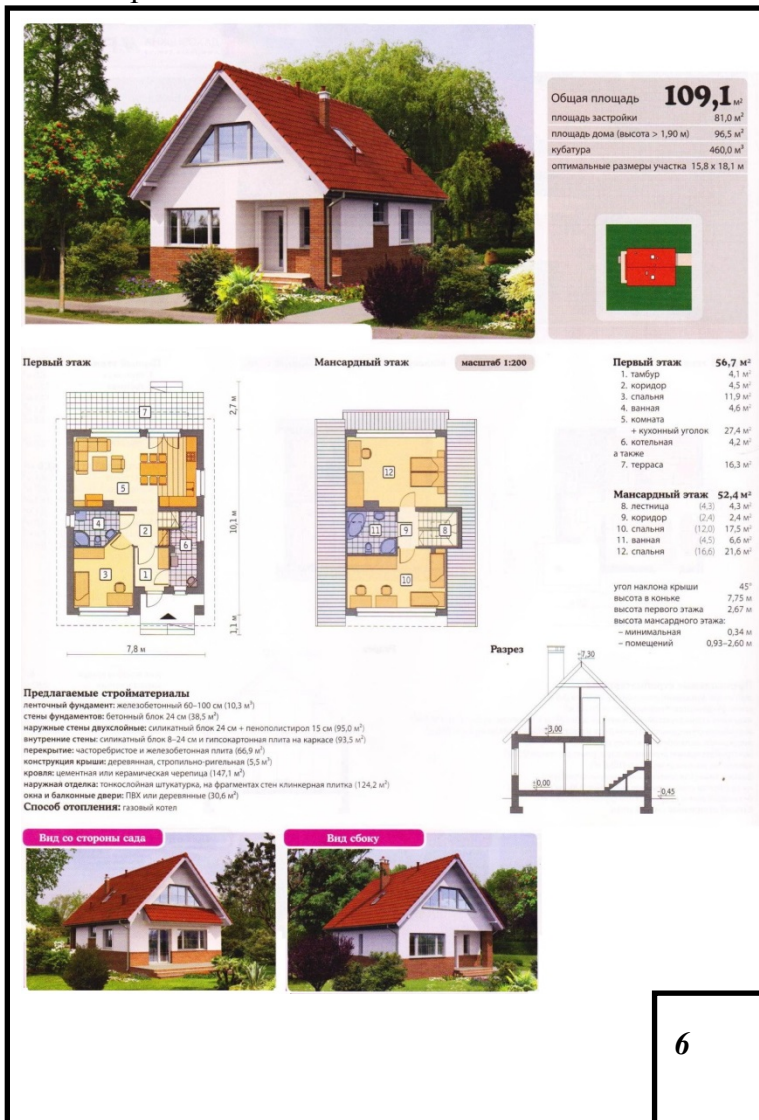 Общая площадь 109,1 м²
площадь застройки 81,0 м²
площадь дома (высота > 1,90 м) 96,5 м²
кубатура 460,0 м³
оптимальные размеры участка 15,8 x 18,1 м
Первый этаж
Мансардный этаж
масштаб 1:200
7
5
4
2
3
1
6
2,7 м
10,1 м
1,1 м
7,8 м
12
11
9
8
10
Первый этаж 56,7 м²
1. тамбур 4,1 м²
2. коридор 4,5 м²
3. спальня 11,9 м²
4. ванная 4,6 м²
5. комната
+ кухонный уголок 27,4 м²
6. котельная 4,2 м²
а также
7. терраса 16,3 м²
Мансардный этаж 52,4 м²
8. лестница (4,3) 4,3 м²
9. коридор (2,4) 2,4 м²
10. спальня (12,0) 17,5 м²
11. ванная (4,5) 6,6 м²
12. спальня (16,6) 21,6 м²
угол наклона крыши 45°
высота в коньке 7,75 м
высота первого этажа 2,67 м
высота мансардного этажа:
– минимальная 0,34 м
– помещений 0,93–2,60 м
Разрез
+7,30
+3,00
±0,00
-0,45
Предлагаемые стройматериалы
ленточный фундамент: железобетонный 60–100 см (10,3 м³)
стены фундаментов: бетонный блок 24 см (38,5 м²)
наружные стены двухслойные: силикатный блок 24 см + пенополистирол 15 см (95,0 м²)
внутренние стены: силикатный блок 8–24 см и гипсокартонная плита на каркасе (93,5 м²)
перекрытие: часторебристое и железобетонная плита (66,9 м²)
конструкция крыши: деревянная, стропильно-ригельная (5,5 м³)
кровля: цементная или керамическая черепица (147,1 м²)
наружная отделка: тонкослойная штукатурка, на фрагментах стен клинкерная плитка (124,2 м²)
окна и балконные двери: ПВХ или деревянные (30,6 м²)
Способ отопления: газовый котел
Вид со стороны сада
Вид сбоку
6